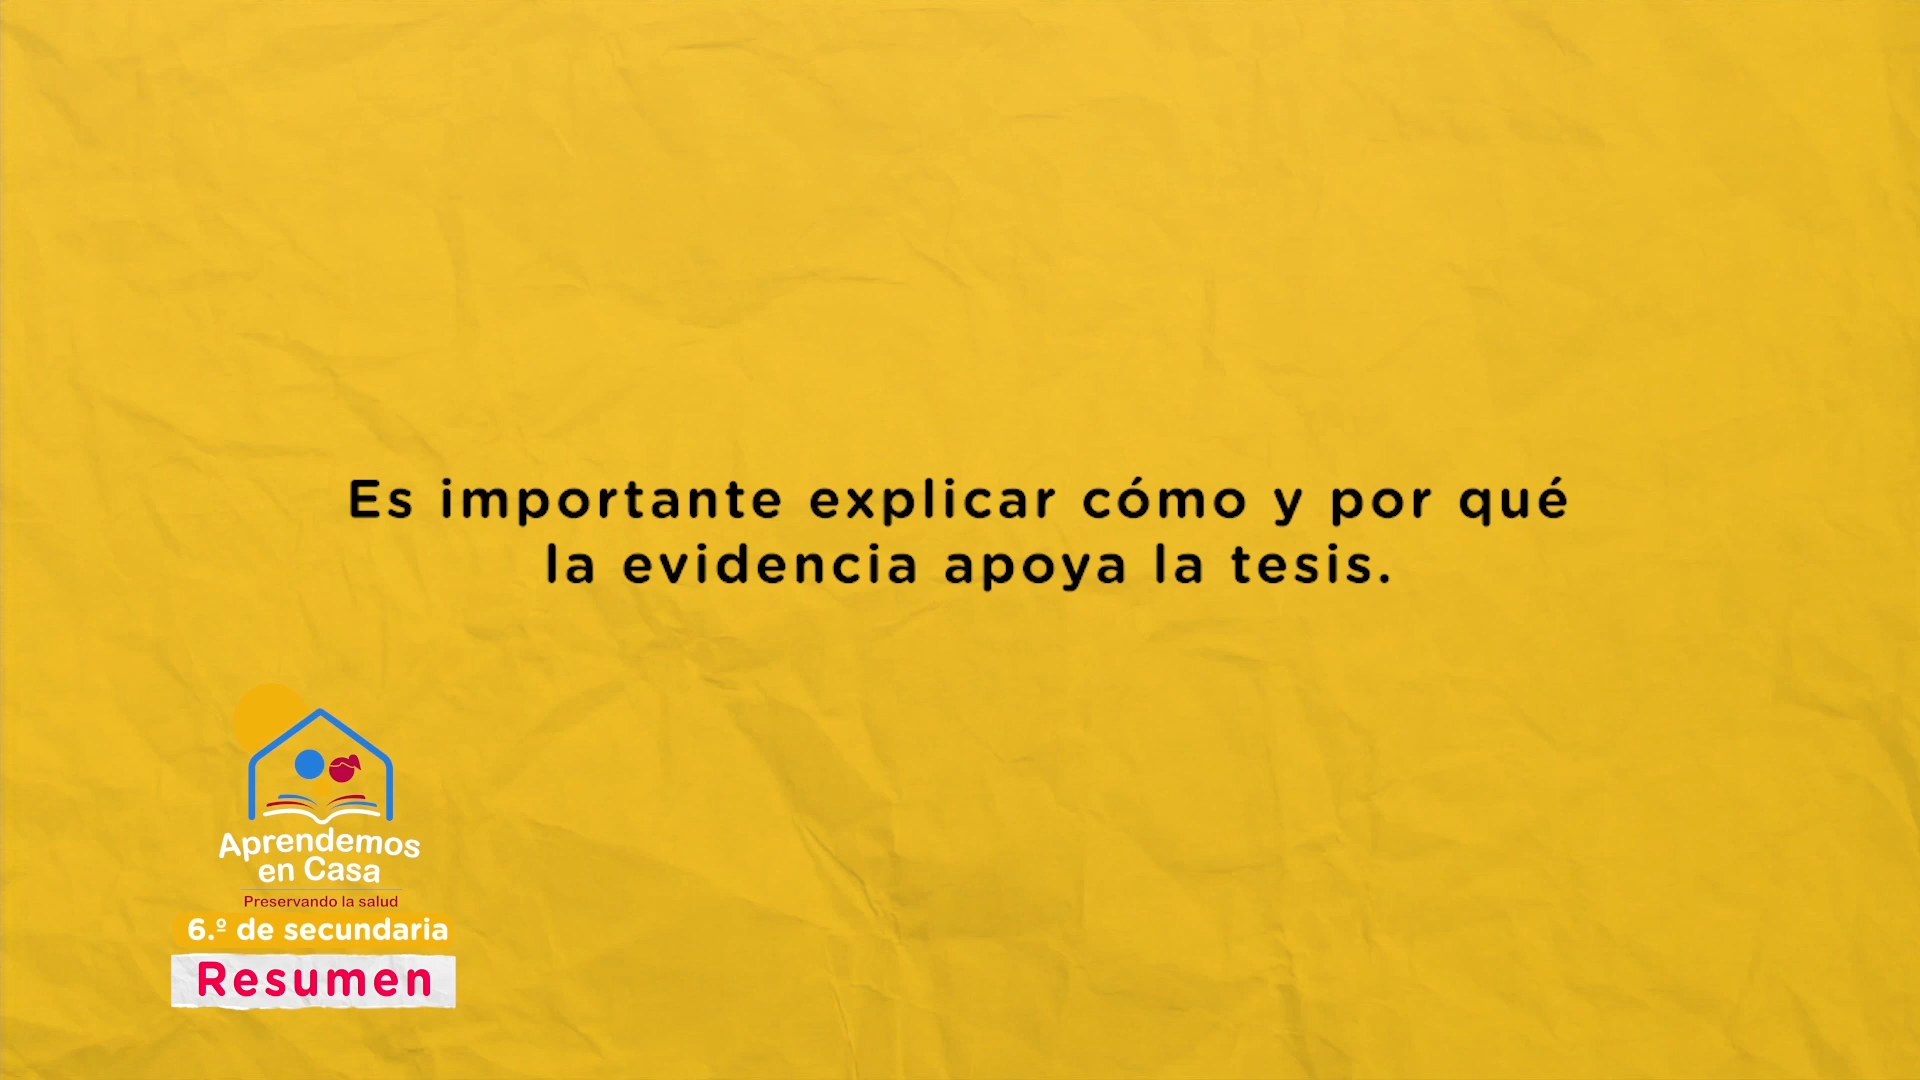 Es importante explicar cómo y por qué
la evidencia apoya la tesis.
Aprendemos
en Casa
Preservando la salud
6.º de secundaria
Resumen